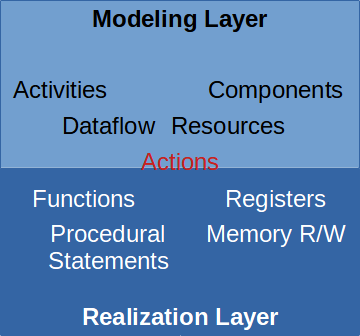 Modeling Layer
Activities Components
Dataflow Resources
Actions
Functions Registers
Procedural Memory R/W
Statements
Realization Layer